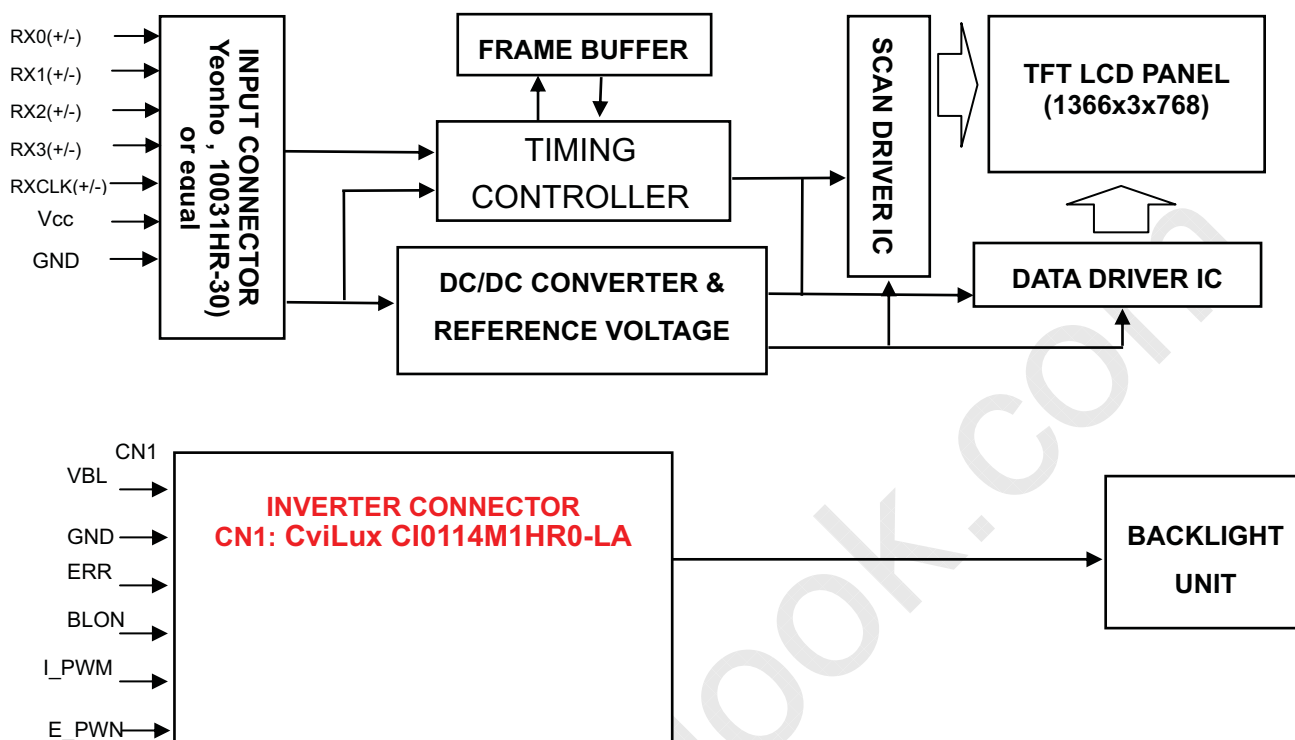 RX0(+/-)
RX1(+/-)
RX2(+/-)
RX3(+/-)
RXCLK(+/-)
Vcc
GND
INPUT CONNECTOR
Yeonho , 10031HR-30)
or equal
FRAME BUFFER
TIMING
CONTROLLER
DC/DC CONVERTER &
REFERENCE VOLTAGE
SCAN DRIVER IC
TFT LCD PANEL
(1366x3x768)
DATA DRIVER IC
CN1
VBL
GND
ERR
BLON
I_PWM
E_PWN
INVERTER CONNECTOR
CN1: CviLux CI0114M1HR0-LA
BACKLIGHT
UNIT
look.com